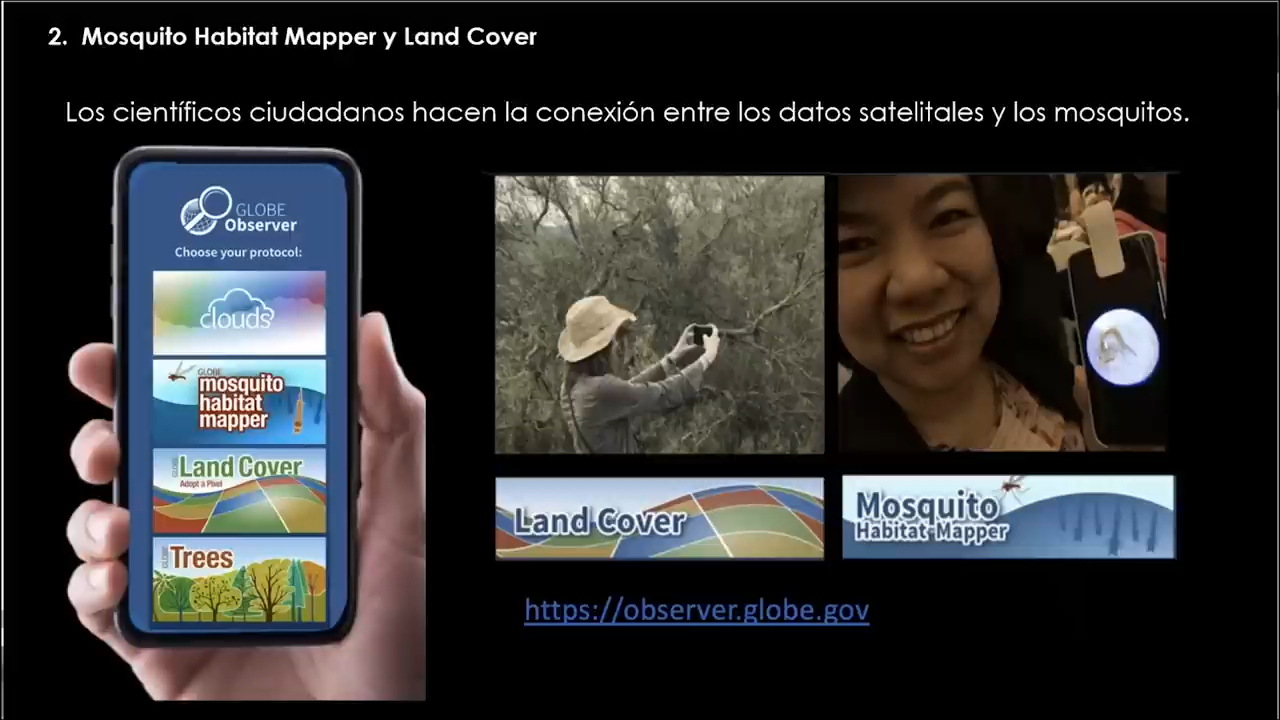 2. Mosquito Habitat Mapper y Land Cover
Los científicos ciudadanos hacen la conexión entre los datos satelitales y los mosquitos.
GLOBE
Observer
Choose your protocol:
clouds
GLOBE
mosquito
habitat
mapper
GLOBE
Land Cover
Adopt a Pixel
GLOBE
Trees
Land Cover
Mosquito
Habitat Mapper
https://observer.globe.gov